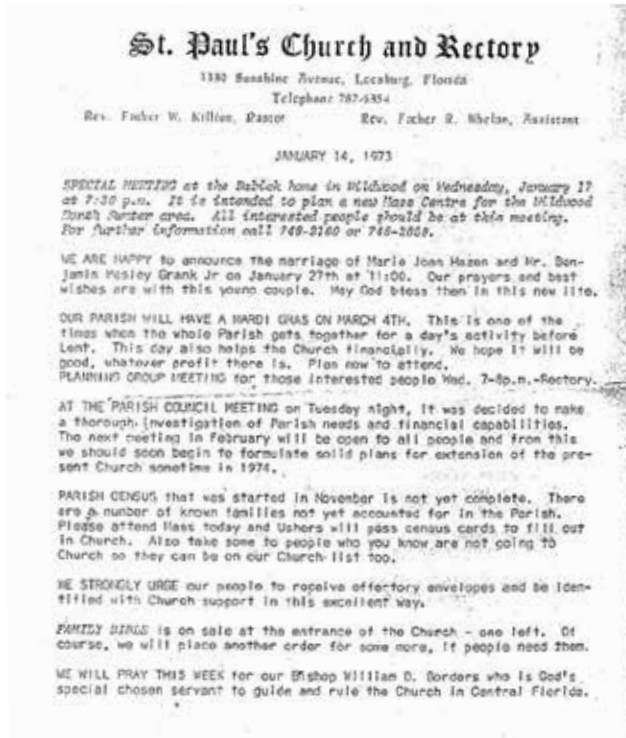 St. Paul's Church and Rectory
1330 Sunshine Avenue, Leesburg, Florida
Telephone 787-6354
Rev. Father W. Killion, Pastor Rev. Father R. Whelan, Assistant
JANUARY 14, 1973
SPECIAL MEETING at the home in Wildwood on Wednesday, January 17
at 7:30 p.m. It is intended to plan a new Mass Centre for the Wildwood
North Sumter area. All interested people should be at this meeting.
For further information call or
WE ARE HAPPY to announce the marriage of Marie Joan Hazen and Mr. Ben-
jamin Wesley Grank Jr on January 27th at 11:00. Our prayers and best
wishes are with this young couple. May God bless them in this new life.
OUR PARISH WILL HAVE A MARDI GRAS ON MARCH 4TH. This is one of the
times when the whole Parish gets together for a day's activity before
Lent. This day also helps the Church financially. We hope it will be
good, whatever profit there is. Plan now to attend.
PLANNING GROUP MEETING for those interested people Wed. 7-8p.m.-Rectory.
AT THE PARISH COUNCIL MEETING on Tuesday night, it was decided to make
a thorough investigation of Parish needs and financial capabilities.
The next meeting in February will be open to all people and from this
we should soon begin to formulate solid plans for extension of the pre-
sent Church sometime in 1974.
PARISH CENSUS that was started in November is not yet complete. There
are a number of known families not yet accounted for in the Parish.
Please attend Mass today and Ushers will pass census cards to fill out
in Church. Also take some to people who you know are not going to
Church so they can be on our Church list too.
WE STRONGLY URGE our people to receive offertory envelopes and be iden-
tified with Church support in this excellent way.
FAMILY BIBLE is on sale at the entrance of the Church - one left. Of
course, we will place another order for some more, if people need them.
WE WILL PRAY THIS WEEK for our Bishop William D. Borders who is God's
special chosen servant to guide and rule the Church in Central Florida.